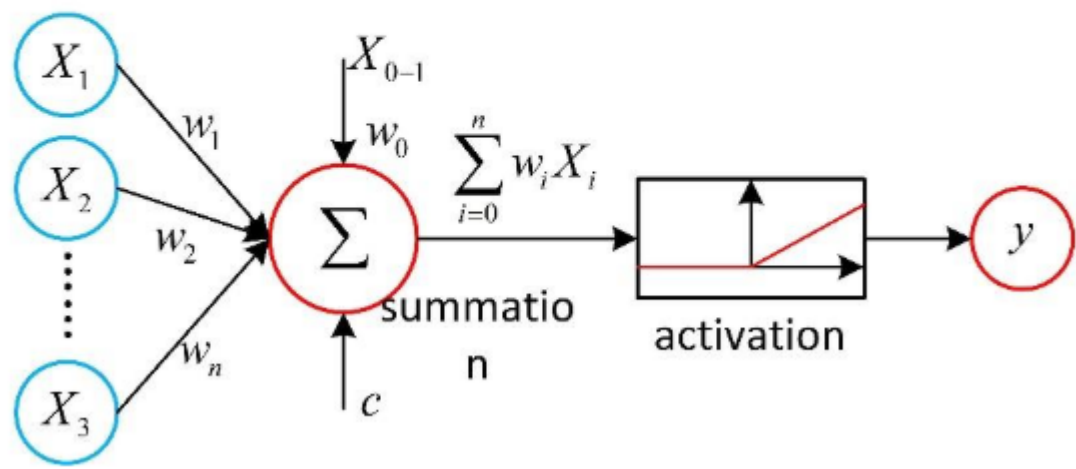 X₁
X₂
X₃
w₁
w₂
wₙ
X₀₋₁
w₀
∑
c
summatio
n
n
∑ wᵢXᵢ
i=0
activation
y